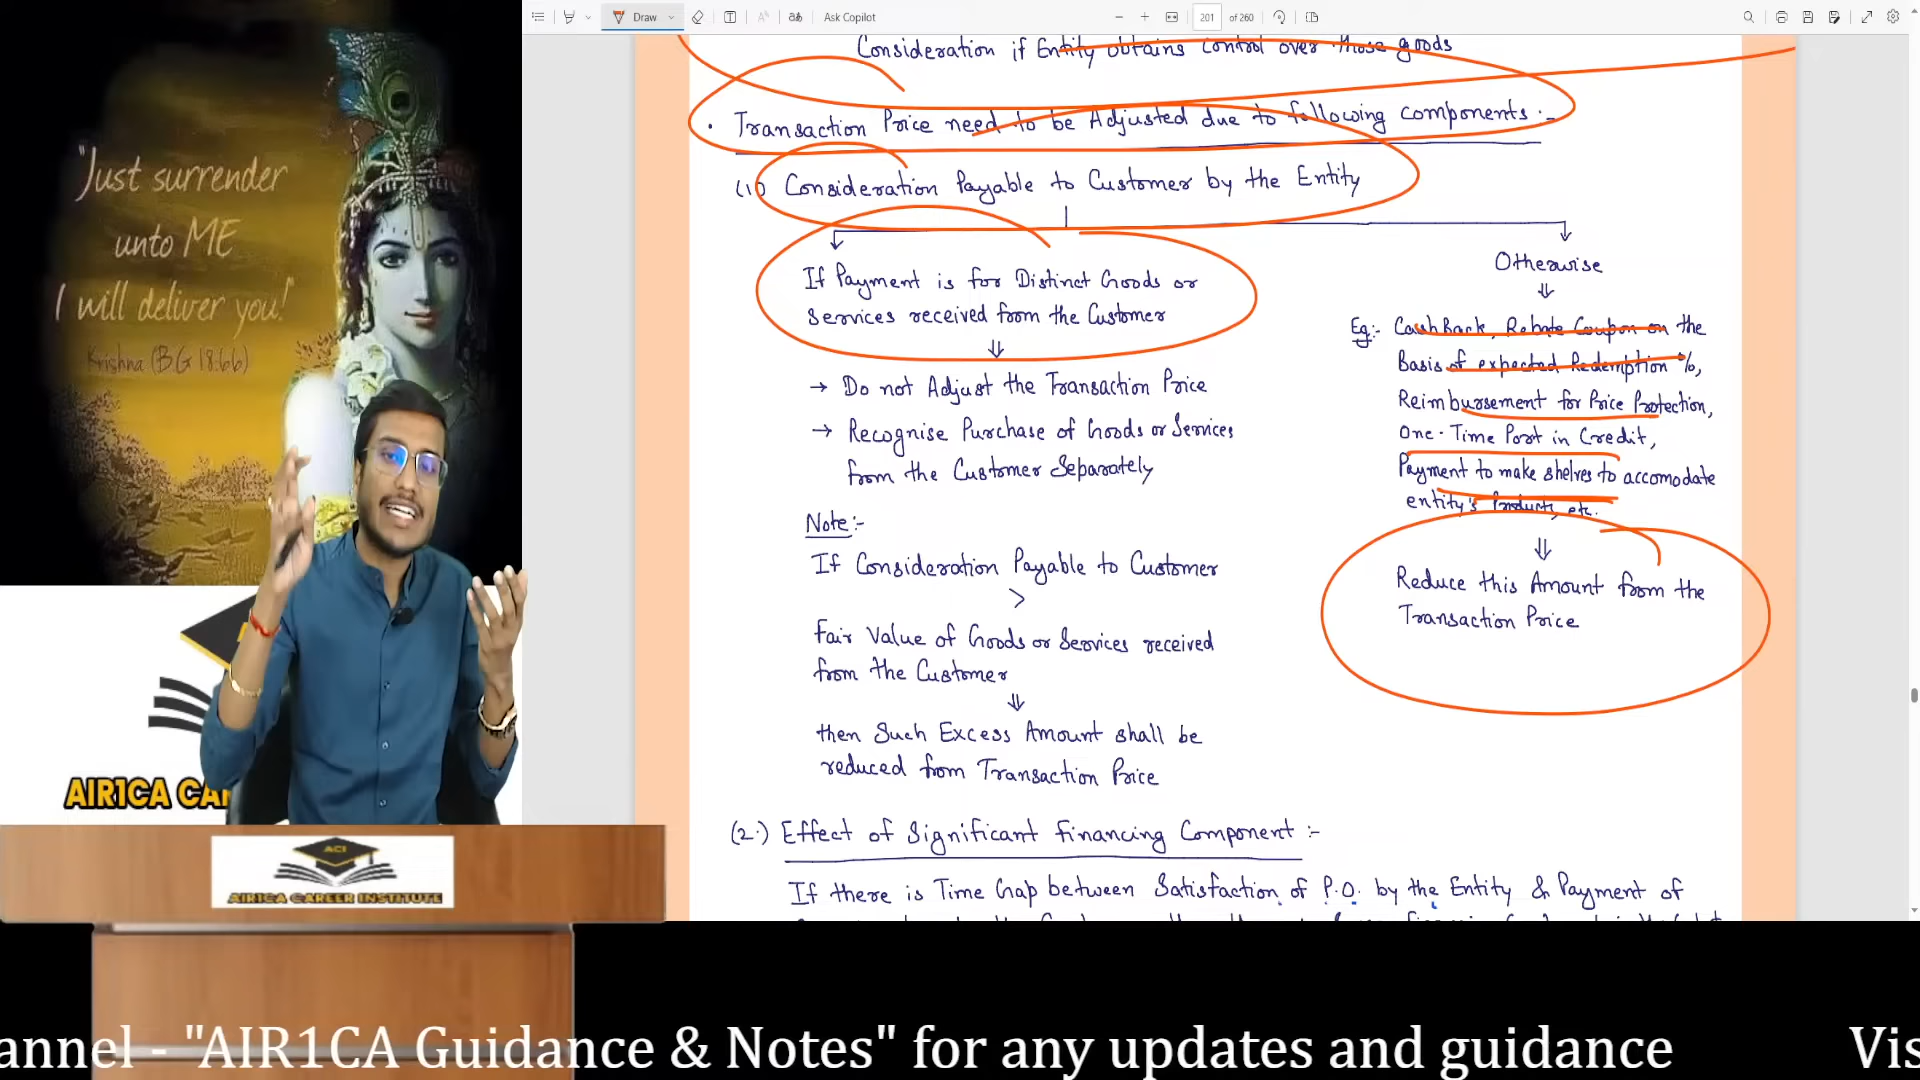 Draw
Ask Copilot
201
of 260
Consideration if Entity obtains control over those goods
· Transaction Price need to be Adjusted due to following components :-
(1) Consideration Payable to Customer by the Entity
If Payment is for Distinct Goods or
Services received from the Customer
⇓
→ Do not Adjust the Transaction Price
→ Recognise Purchase of Goods or Services
from the Customer Separately
Note:-
If Consideration Payable to Customer
>
Fair Value of Goods or Services received
from the Customer
⇓
then Such Excess Amount shall be
reduced from Transaction Price
Otherwise
⇓
Eg:- CashBack, Rebate Coupon on the
Basis of expected Redemption %,
Reimbursement for Price Protection,
One-Time Post in Credit,
Payment to make shelves to accomodate
entity's Products, etc.
⇓
Reduce this Amount from the
Transaction Price
(2.) Effect of Significant Financing Component :-
If there is Time Gap between Satisfaction of P.O. by the Entity & Payment of
"Just surrender
unto ME
I will deliver you!"
Krishna (B.G 18:66)
AIR1CA CA
ACI
AIR1CA CAREER INSTITUTE
annel - "AIR1CA Guidance & Notes" for any updates and guidance
Vis